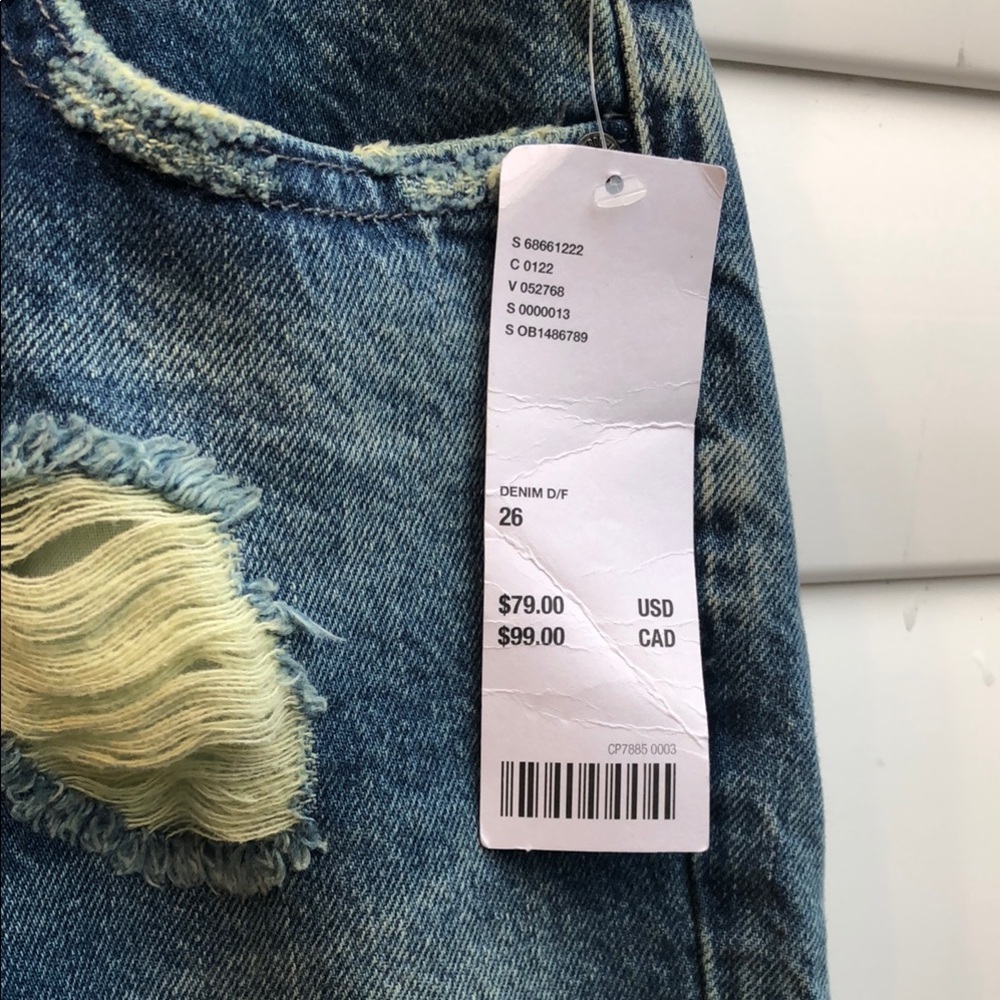 S 68661222
C 0122
V 052768
S 0000013
S OB1486789
DENIM D/F
26
$79.00 USD
$99.00 CAD
CP7885 0003